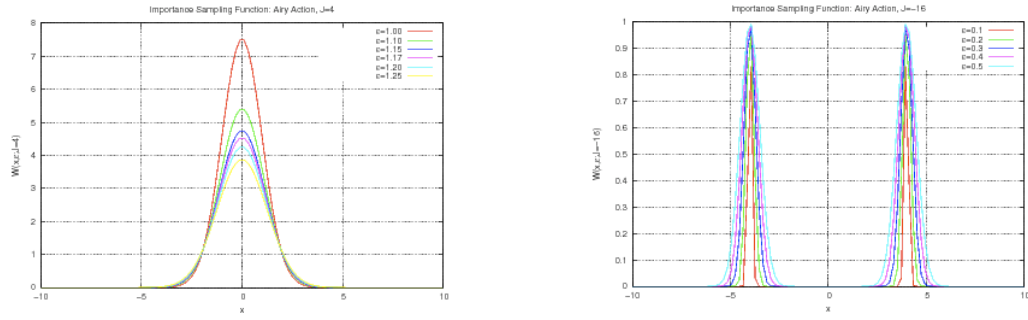 Importance Sampling Function: Airy Action, J=4
8
7
6
5
4
3
2
1
0
W(x,ε,J=4)
ε=1.00
ε=1.10
ε=1.15
ε=1.17
ε=1.20
ε=1.25
-10
-5
0
5
10
x
Importance Sampling Function: Airy Action, J=-16
1
0.9
0.8
0.7
0.6
0.5
0.4
0.3
0.2
0.1
0
W(x,ε,J=-16)
ε=0.1
ε=0.2
ε=0.3
ε=0.4
ε=0.5
-10
-5
0
5
10
x